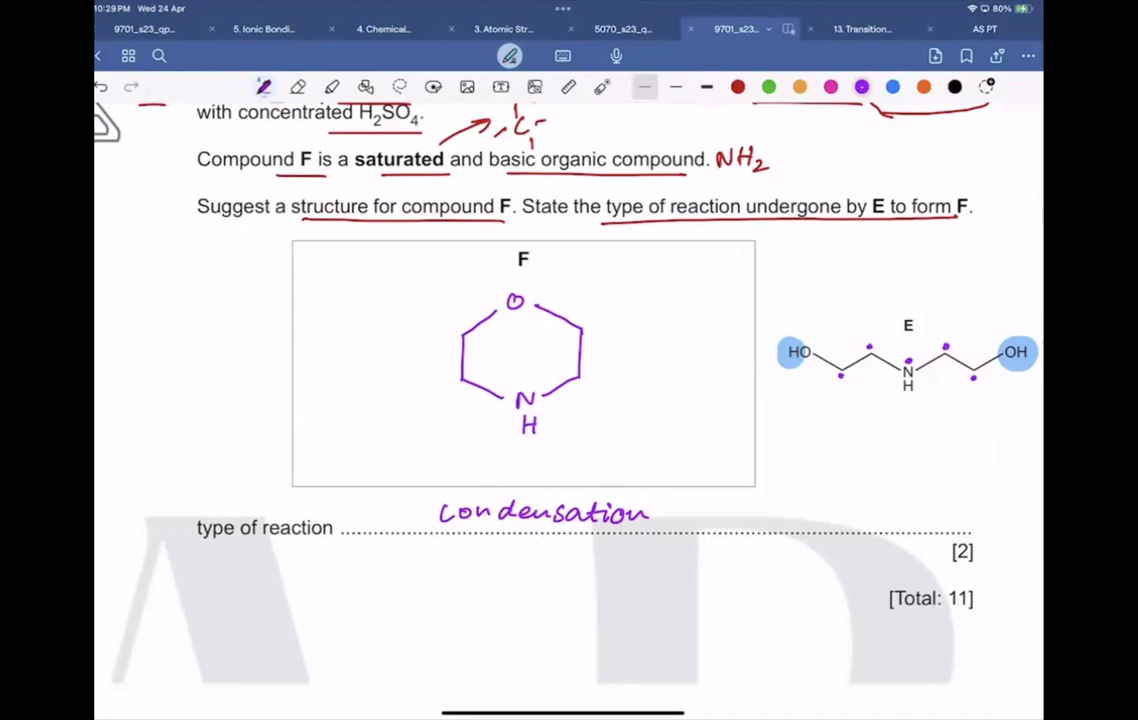 10:29 PM Wed 24 Apr
80%
9701_s23_qp...
5. Ionic Bondi...
4. Chemical...
3. Atomic Str...
5070_s23_q...
9701_s23...
13. Transition...
AS PT
with concentrated H₂SO₄.
C
Compound F is a saturated and basic organic compound. NH₂
Suggest a structure for compound F. State the type of reaction undergone by E to form F.
F
O
N
H
E
HO
OH
N
H
condensation
type of reaction ........................................................................
[2]
[Total: 11]